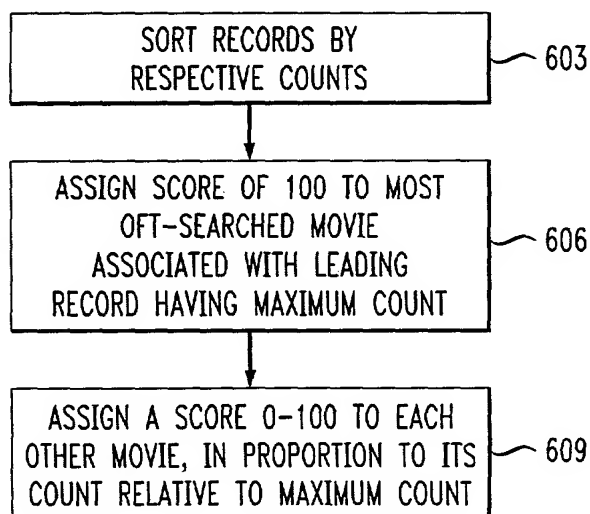 SORT RECORDS BY
RESPECTIVE COUNTS
603
ASSIGN SCORE OF 100 TO MOST
OFT-SEARCHED MOVIE
ASSOCIATED WITH LEADING
RECORD HAVING MAXIMUM COUNT
606
ASSIGN A SCORE 0-100 TO EACH
OTHER MOVIE, IN PROPORTION TO ITS
COUNT RELATIVE TO MAXIMUM COUNT
609